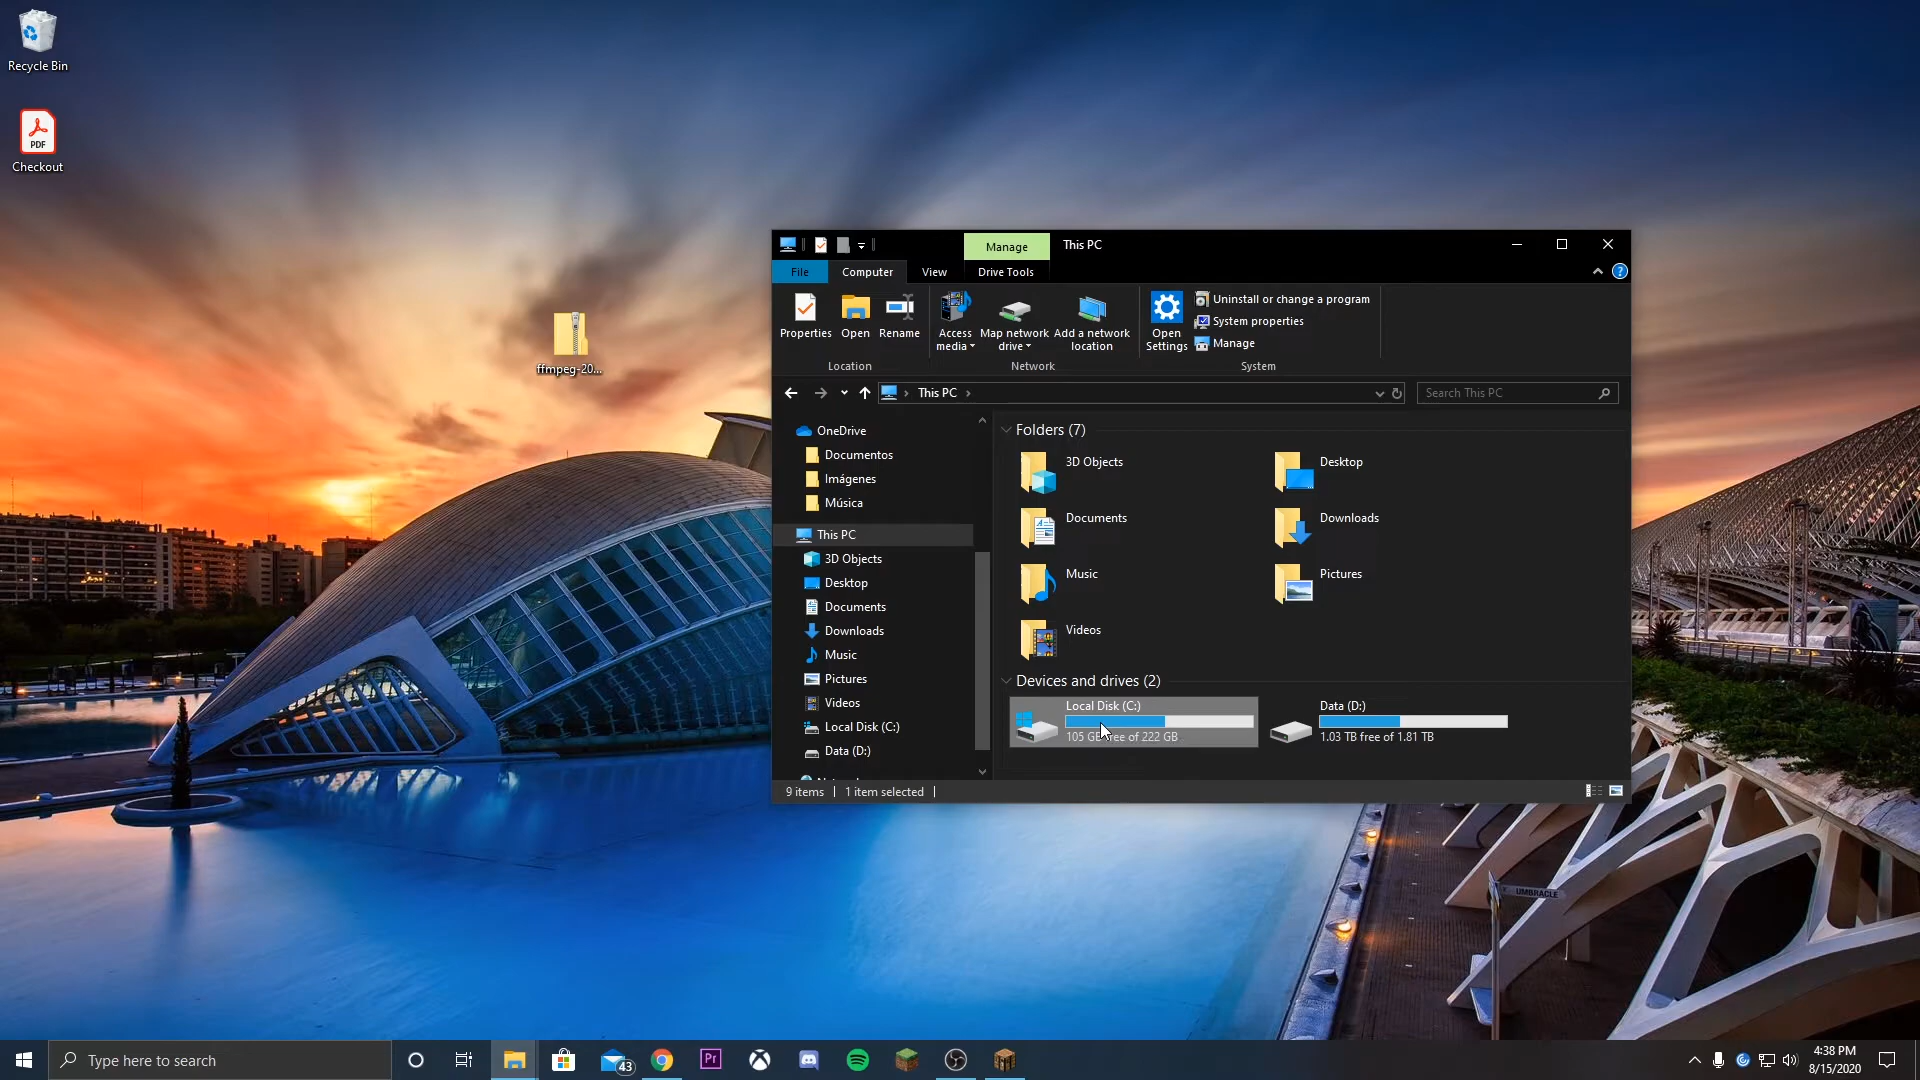 Recycle Bin
PDF
Checkout
ffmpeg-20...
Manage
This PC
File
Computer
View
Drive Tools
Properties
Open
Rename
Access media
Map network drive
Add a network location
Open Settings
Uninstall or change a program
System properties
Manage
Location
Network
System
This PC
Search This PC
OneDrive
Documentos
Imágenes
Música
This PC
3D Objects
Desktop
Documents
Downloads
Music
Pictures
Videos
Local Disk (C:)
Data (D:)
Folders (7)
3D Objects
Desktop
Documents
Downloads
Music
Pictures
Videos
Devices and drives (2)
Local Disk (C:)
105 GB free of 222 GB
Data (D:)
1.03 TB free of 1.81 TB
9 items
1 item selected
UMBRACLE
Type here to search
43
Pr
4:38 PM
8/15/2020